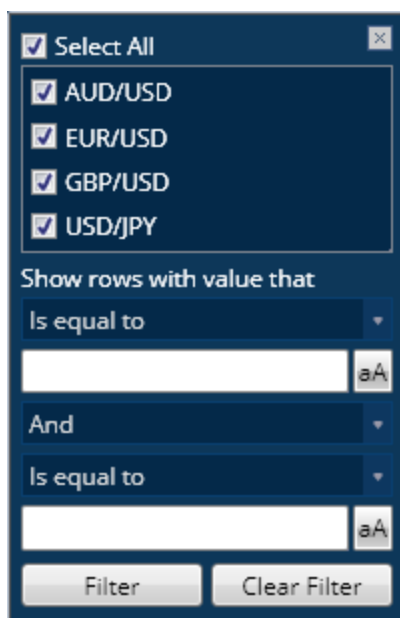 Select All
AUD/USD
EUR/USD
GBP/USD
USD/JPY
Show rows with value that
Is equal to
aA
And
Is equal to
aA
Filter Clear Filter